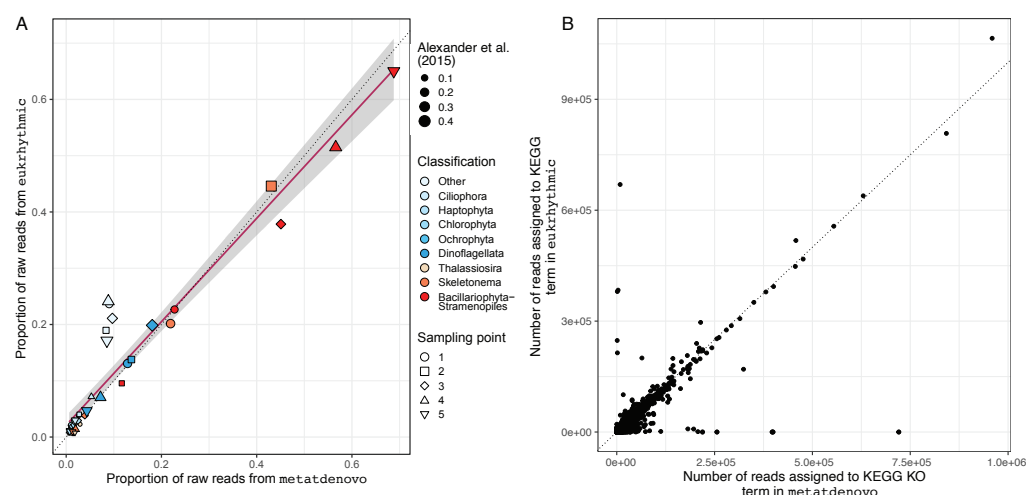 A
Proportion of raw reads from eukrhythmic
0.6
0.4
0.2
0.0
0.0 0.2 0.4 0.6
Proportion of raw reads from metatdenovo
Alexander et al.
(2015)
0.1
0.2
0.3
0.4
Classification
Other
Ciliophora
Haptophyta
Chlorophyta
Ochrophyta
Dinoflagellata
Thalassiosira
Skeletonema
Bacillariophyta−
Stramenopiles
Sampling point
1
2
3
4
5
B
Number of reads assigned to KEGG
term in eukrhythmic
9e+05
6e+05
3e+05
0e+00
0e+00 2.5e+05 5.0e+05 7.5e+05 1.0e+06
Number of reads assigned to KEGG KO
term in metatdenovo